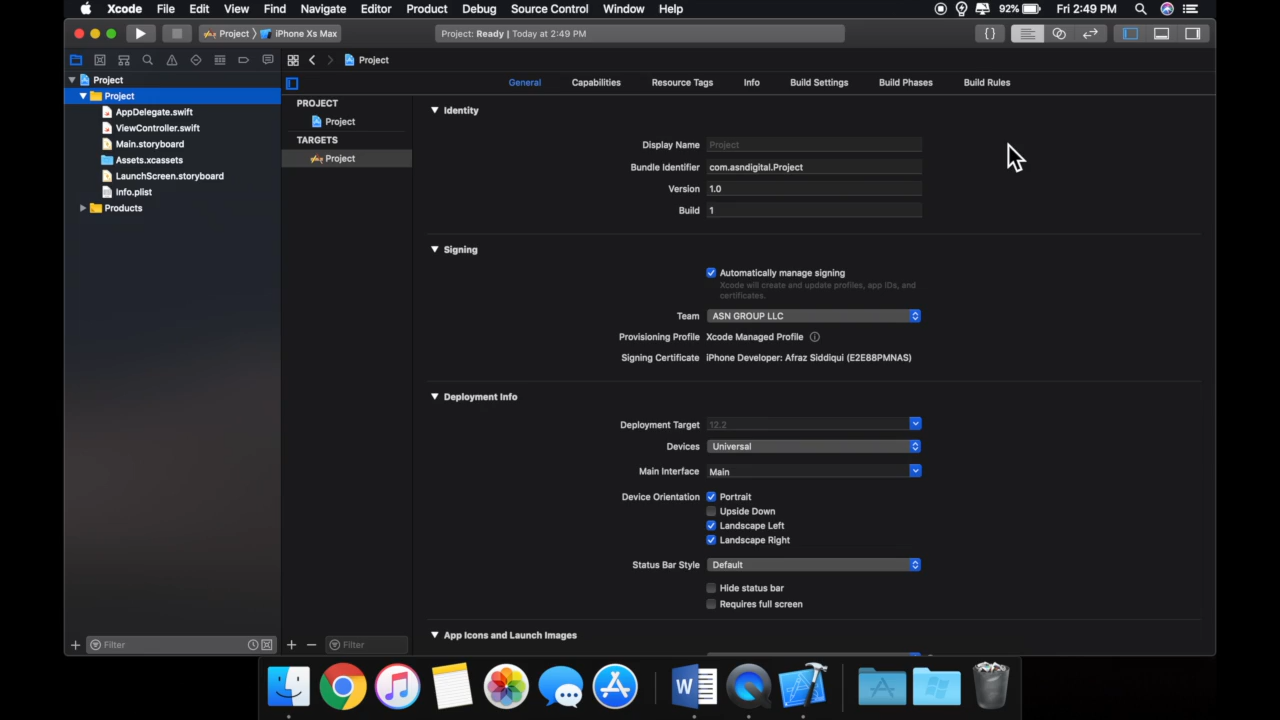 Xcode File Edit View Find Navigate Editor Product Debug Source Control Window Help 92% Fri 2:49 PM
Project iPhone Xs Max Project: Ready | Today at 2:49 PM { }
Project
Project
Project
AppDelegate.swift
ViewController.swift
Main.storyboard
Assets.xcassets
LaunchScreen.storyboard
Info.plist
Products
Filter
PROJECT
Project
TARGETS
Project
Filter
General Capabilities Resource Tags Info Build Settings Build Phases Build Rules
Identity
Display Name Project
Bundle Identifier com.asndigital.Project
Version 1.0
Build 1
Signing
Automatically manage signing
Xcode will create and update profiles, app IDs, and
certificates.
Team ASN GROUP LLC
Provisioning Profile Xcode Managed Profile
Signing Certificate iPhone Developer: Afraz Siddiqui (E2E88PMNAS)
Deployment Info
Deployment Target 12.2
Devices Universal
Main Interface Main
Device Orientation Portrait
Upside Down
Landscape Left
Landscape Right
Status Bar Style Default
Hide status bar
Requires full screen
App Icons and Launch Images
W